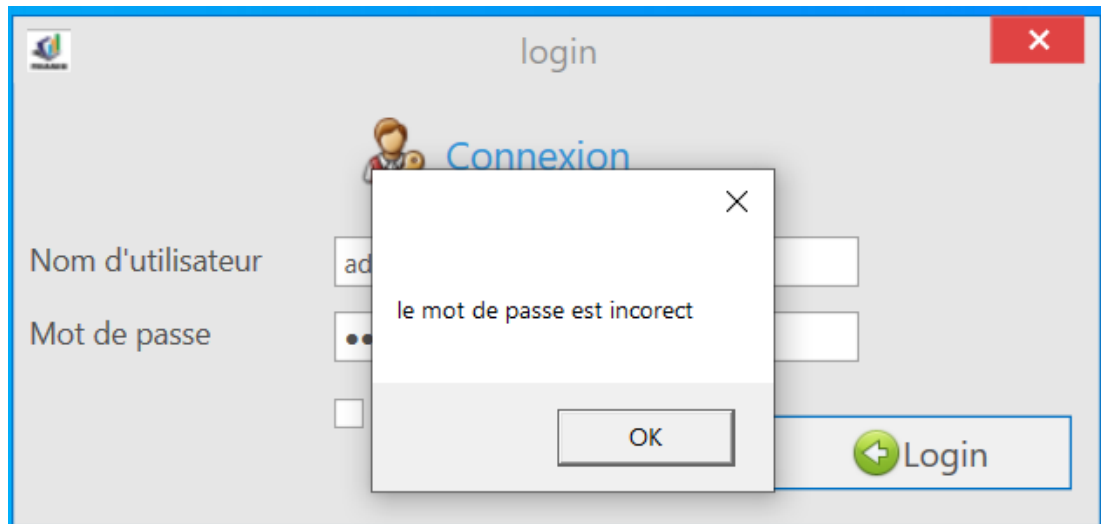 login
Connexion
Nom d'utilisateur
ad
le mot de passe est incorect
Mot de passe
OK
Login